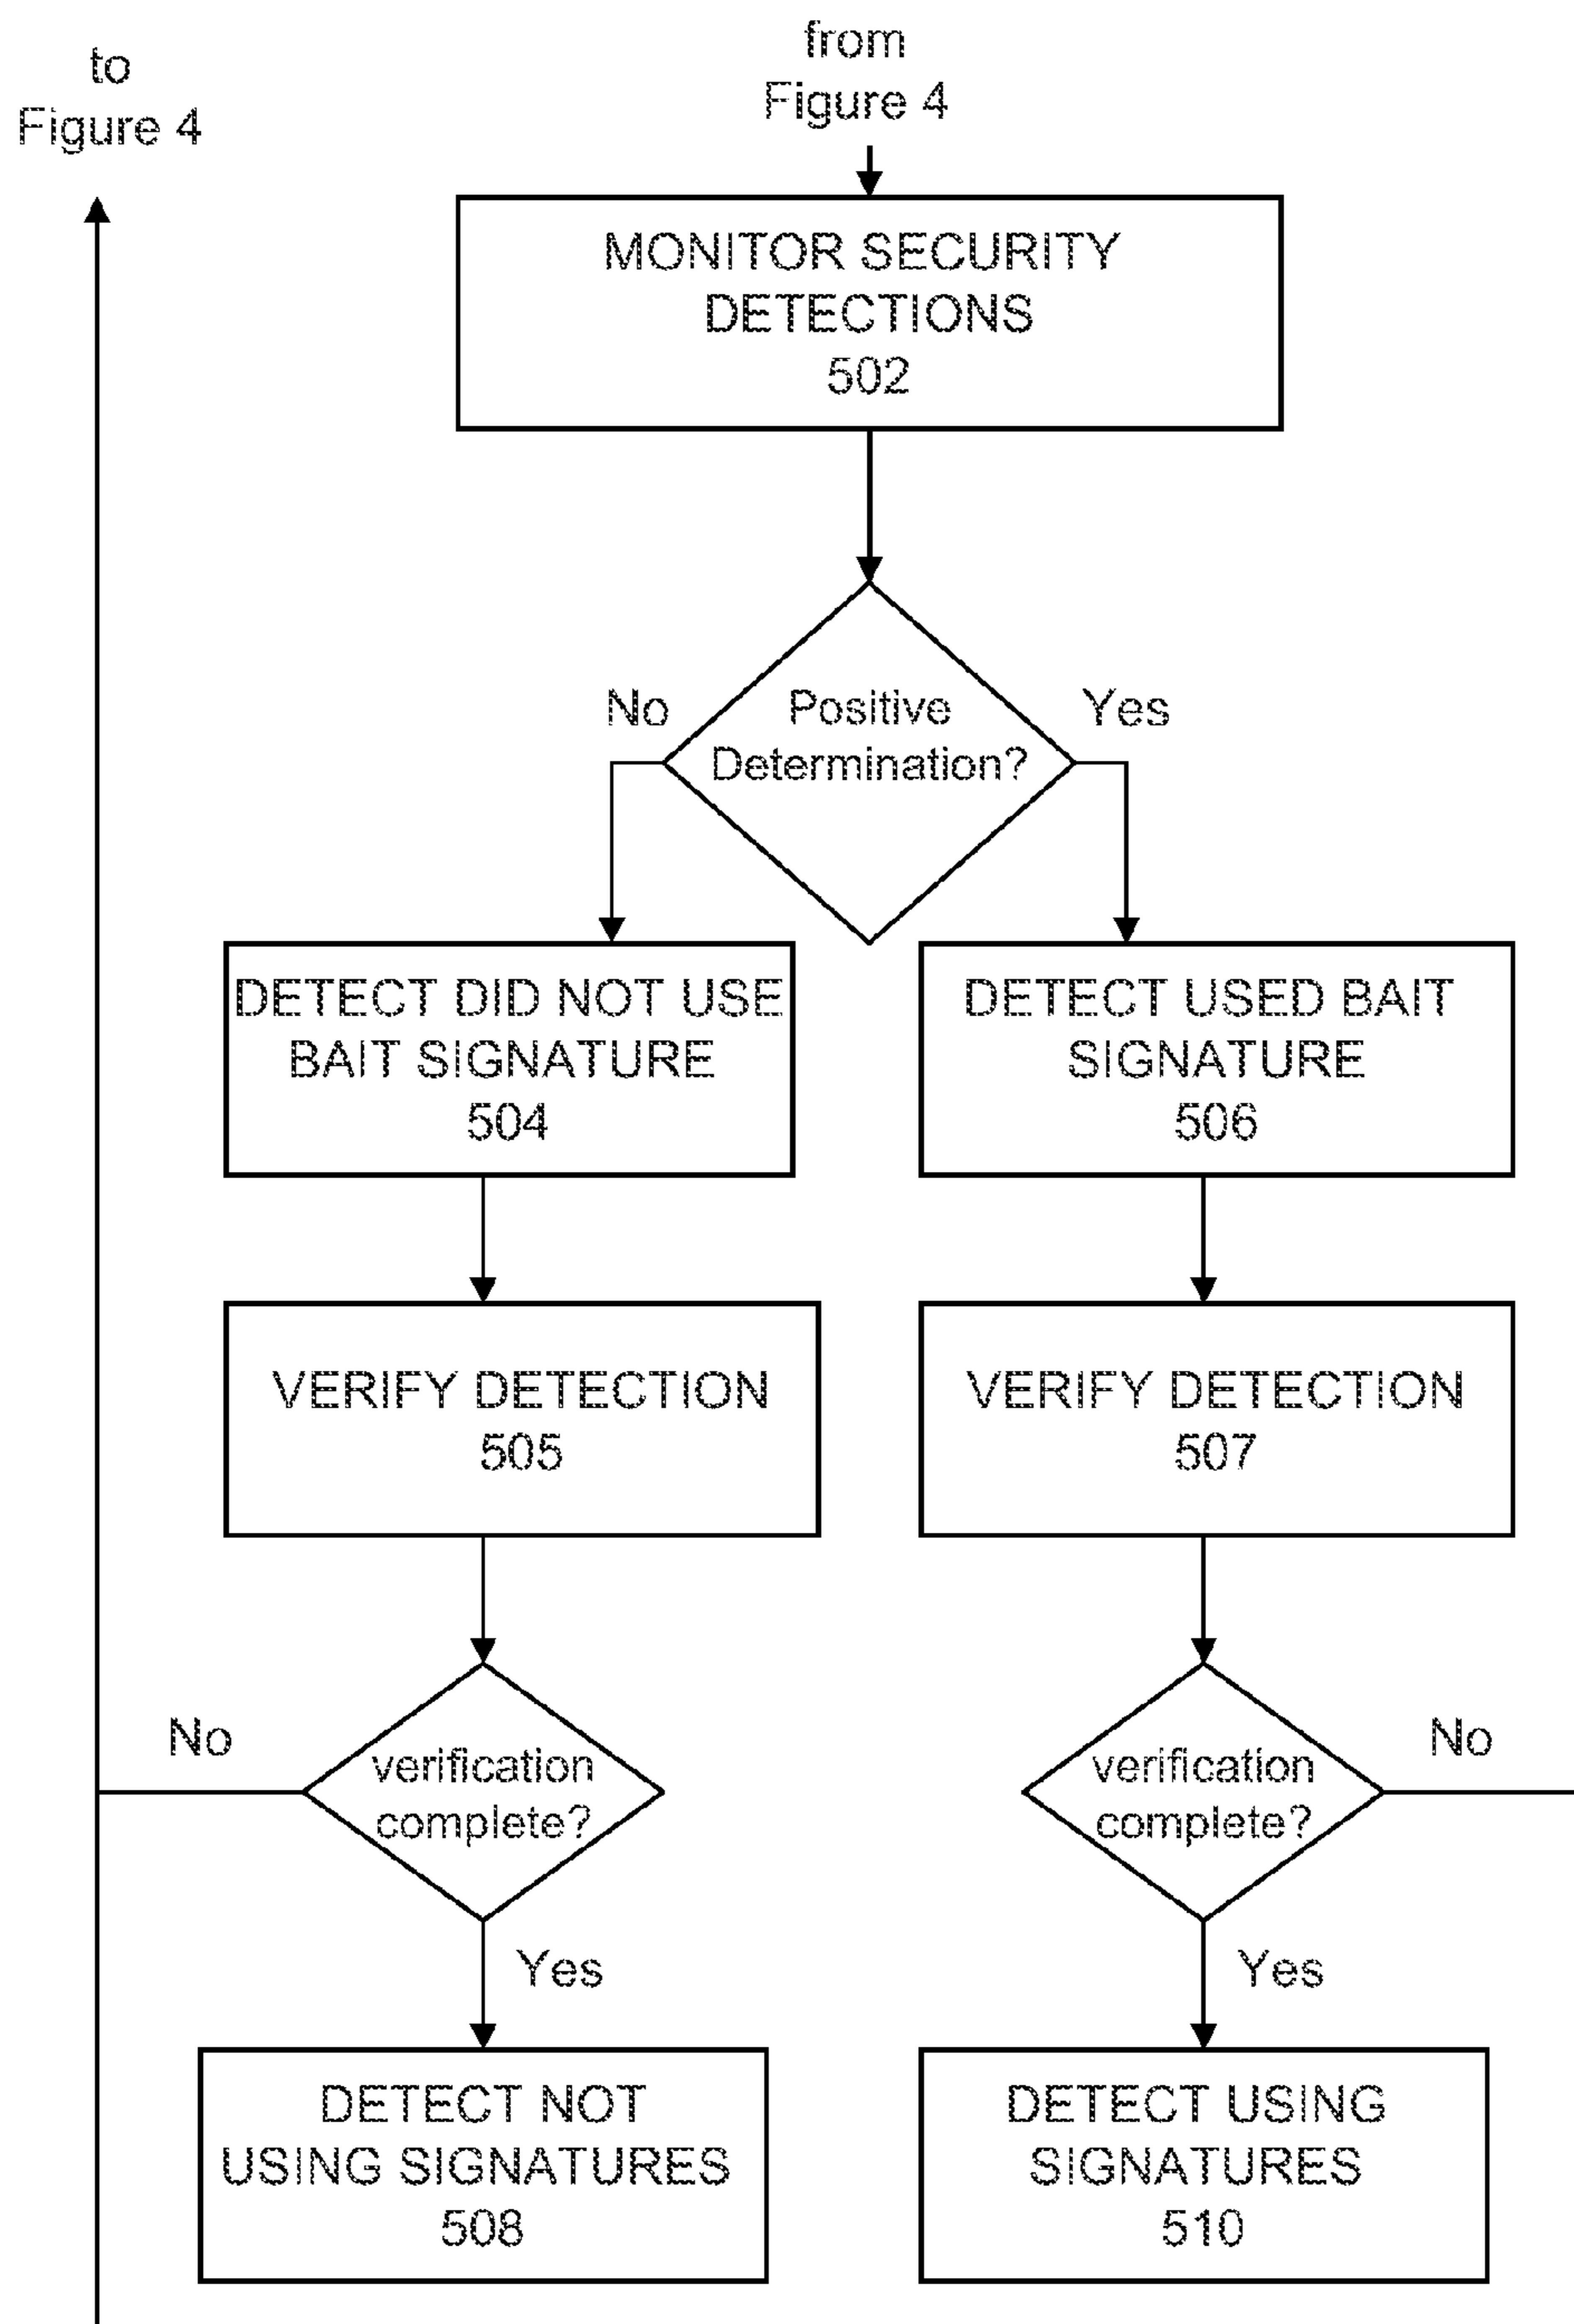 to
Figure 4
from
Figure 4
MONITOR SECURITY
DETECTIONS
502
No
Positive
Determination?
Yes
DETECT DID NOT USE
BAIT SIGNATURE
504
DETECT USED BAIT
SIGNATURE
506
VERIFY DETECTION
505
VERIFY DETECTION
507
No
verification
complete?
verification
complete?
No
Yes
Yes
DETECT NOT
USING SIGNATURES
508
DETECT USING
SIGNATURES
510